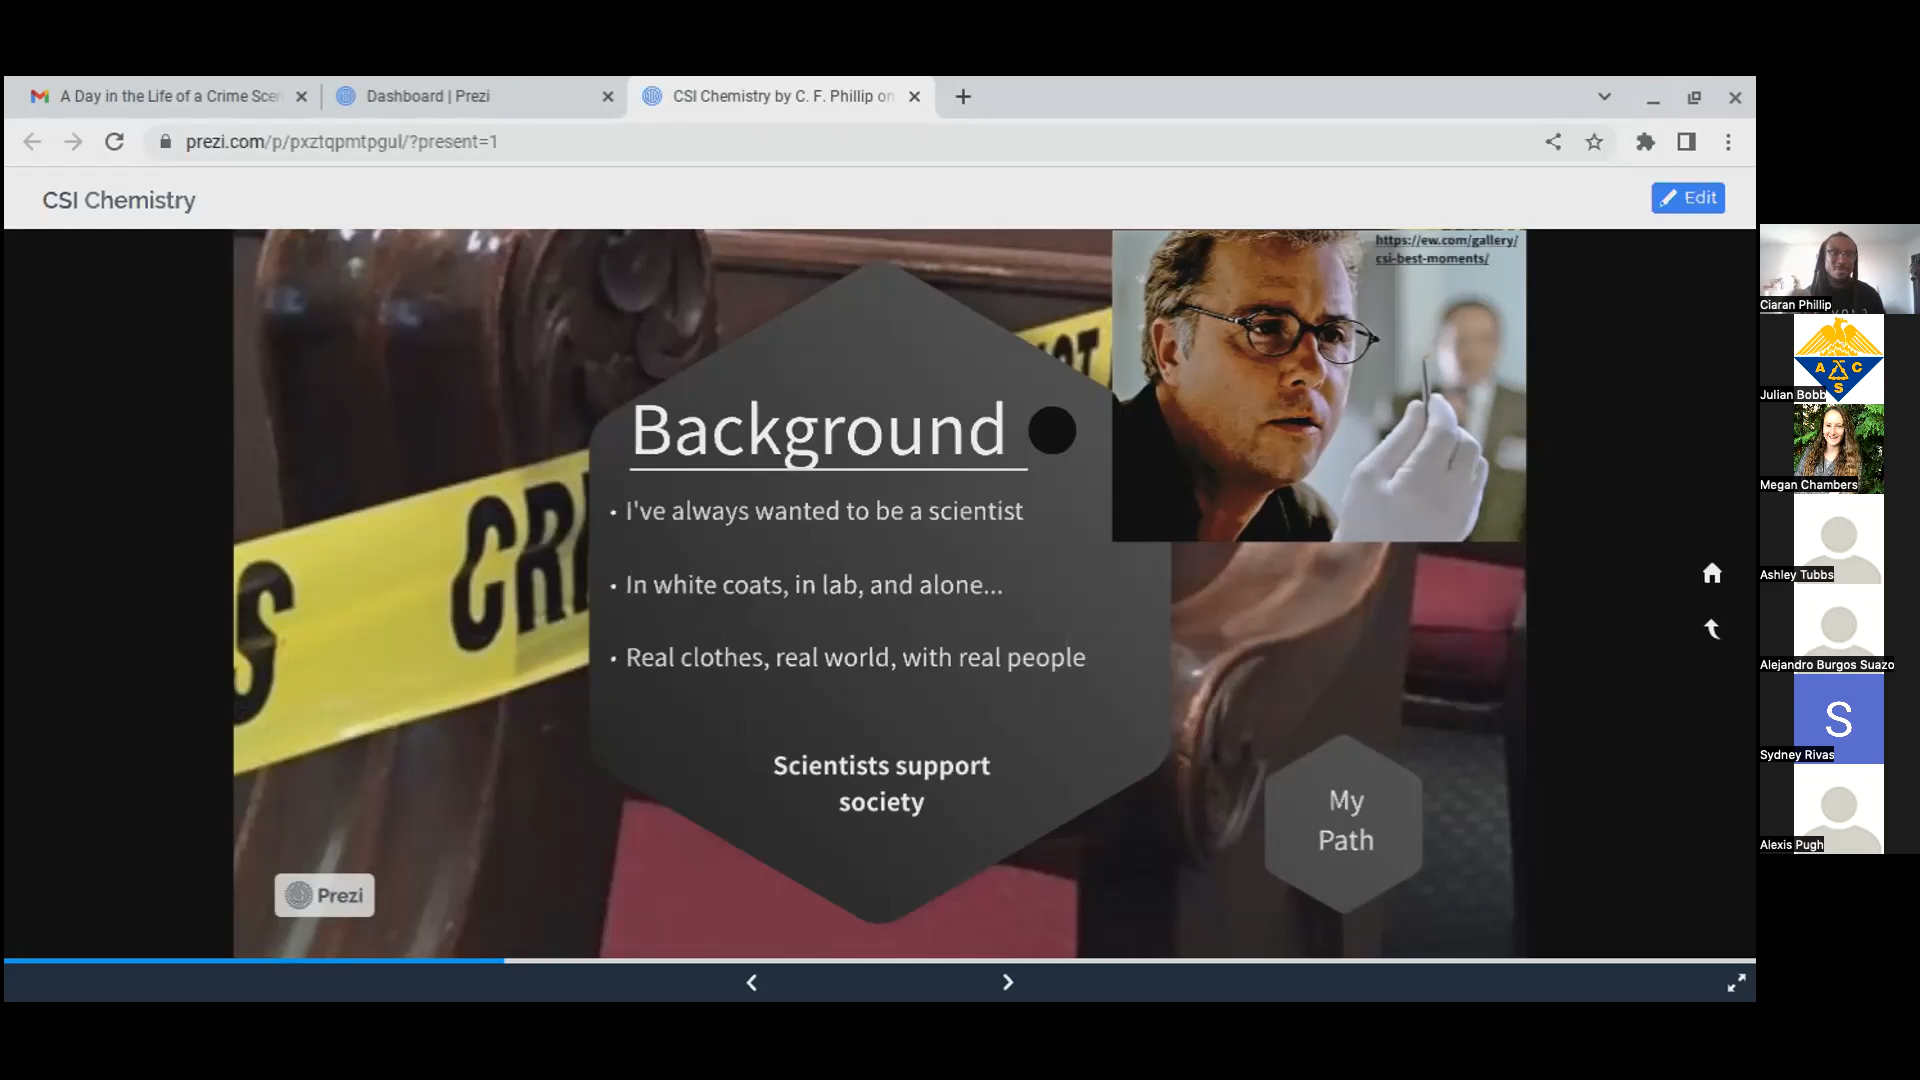 A Day in the Life of a Crime Scen
Dashboard | Prezi
CSI Chemistry by C. F. Phillip on
prezi.com/p/pxztqpmtpgul/?present=1
CSI Chemistry
Edit
https://ew.com/gallery/
csi-best-moments/
Background
• I've always wanted to be a scientist
• In white coats, in lab, and alone...
• Real clothes, real world, with real people
Scientists support
society
My
Path
S
CRI
Prezi
Ciaran Phillip
A C
S
Julian Bobb
Megan Chambers
Ashley Tubbs
Alejandro Burgos Suazo
S
Sydney Rivas
Alexis Pugh